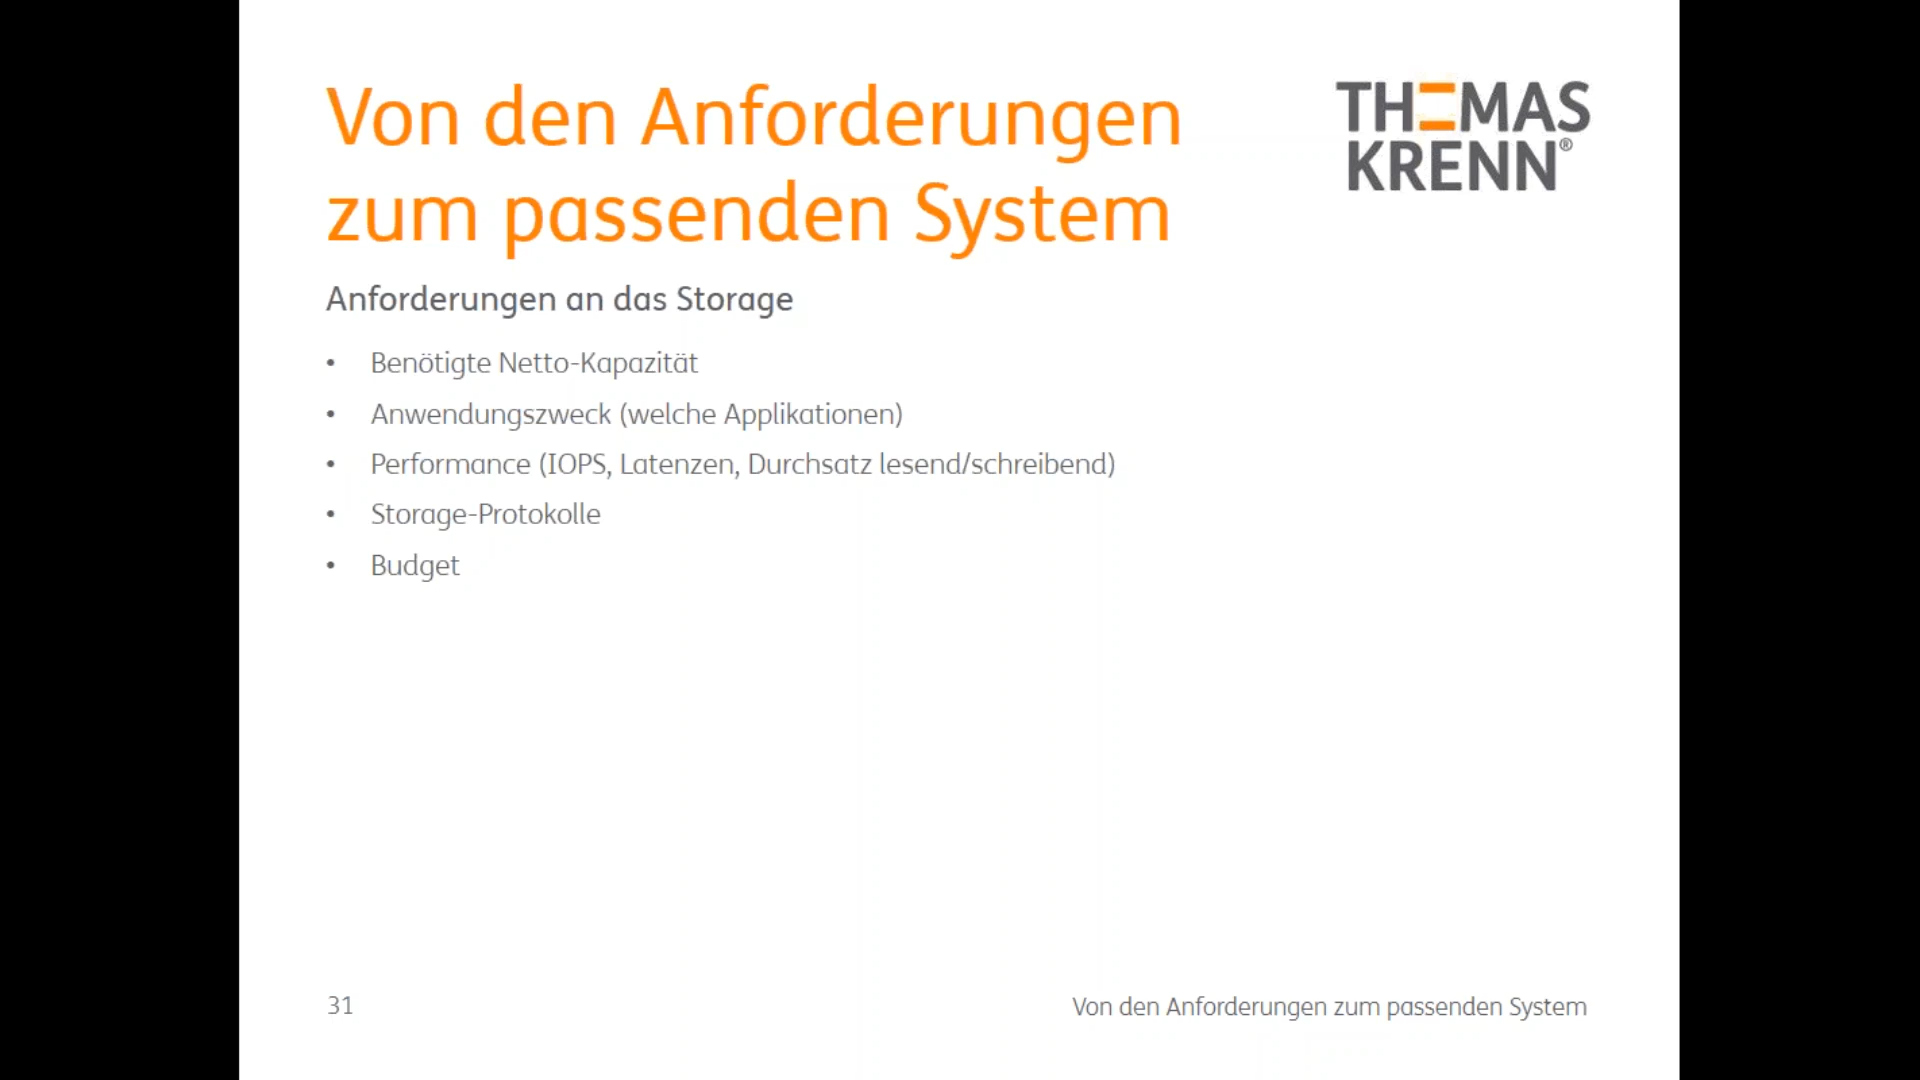 Von den Anforderungen
zum passenden System
THOMAS
KRENN®
Anforderungen an das Storage
• Benötigte Netto-Kapazität
• Anwendungszweck (welche Applikationen)
• Performance (IOPS, Latenzen, Durchsatz lesend/schreibend)
• Storage-Protokolle
• Budget
31
Von den Anforderungen zum passenden System